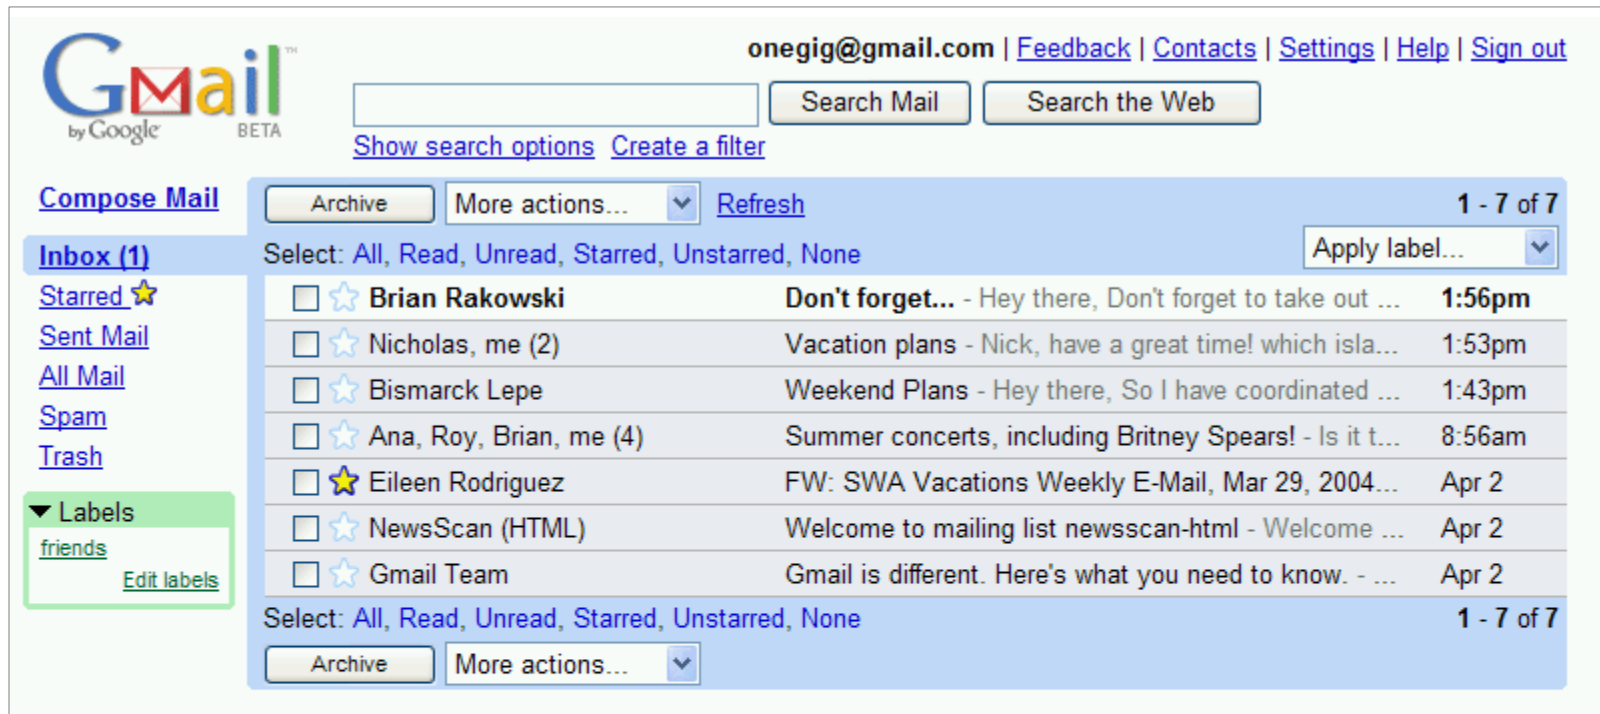 Gmail™
by Google BETA
onegig@gmail.com | Feedback | Contacts | Settings | Help | Sign out
Search Mail Search the Web
Show search options Create a filter
Compose Mail
Inbox (1)
Starred
Sent Mail
All Mail
Spam
Trash
Labels
friends
Edit labels
Archive More actions... Refresh 1 - 7 of 7
Select: All, Read, Unread, Starred, Unstarred, None Apply label...
Brian Rakowski Don't forget... - Hey there, Don't forget to take out ... 1:56pm
Nicholas, me (2) Vacation plans - Nick, have a great time! which isla... 1:53pm
Bismarck Lepe Weekend Plans - Hey there, So I have coordinated ... 1:43pm
Ana, Roy, Brian, me (4) Summer concerts, including Britney Spears! - Is it t... 8:56am
Eileen Rodriguez FW: SWA Vacations Weekly E-Mail, Mar 29, 2004... Apr 2
NewsScan (HTML) Welcome to mailing list newsscan-html - Welcome ... Apr 2
Gmail Team Gmail is different. Here's what you need to know. - ... Apr 2
Select: All, Read, Unread, Starred, Unstarred, None 1 - 7 of 7
Archive More actions...